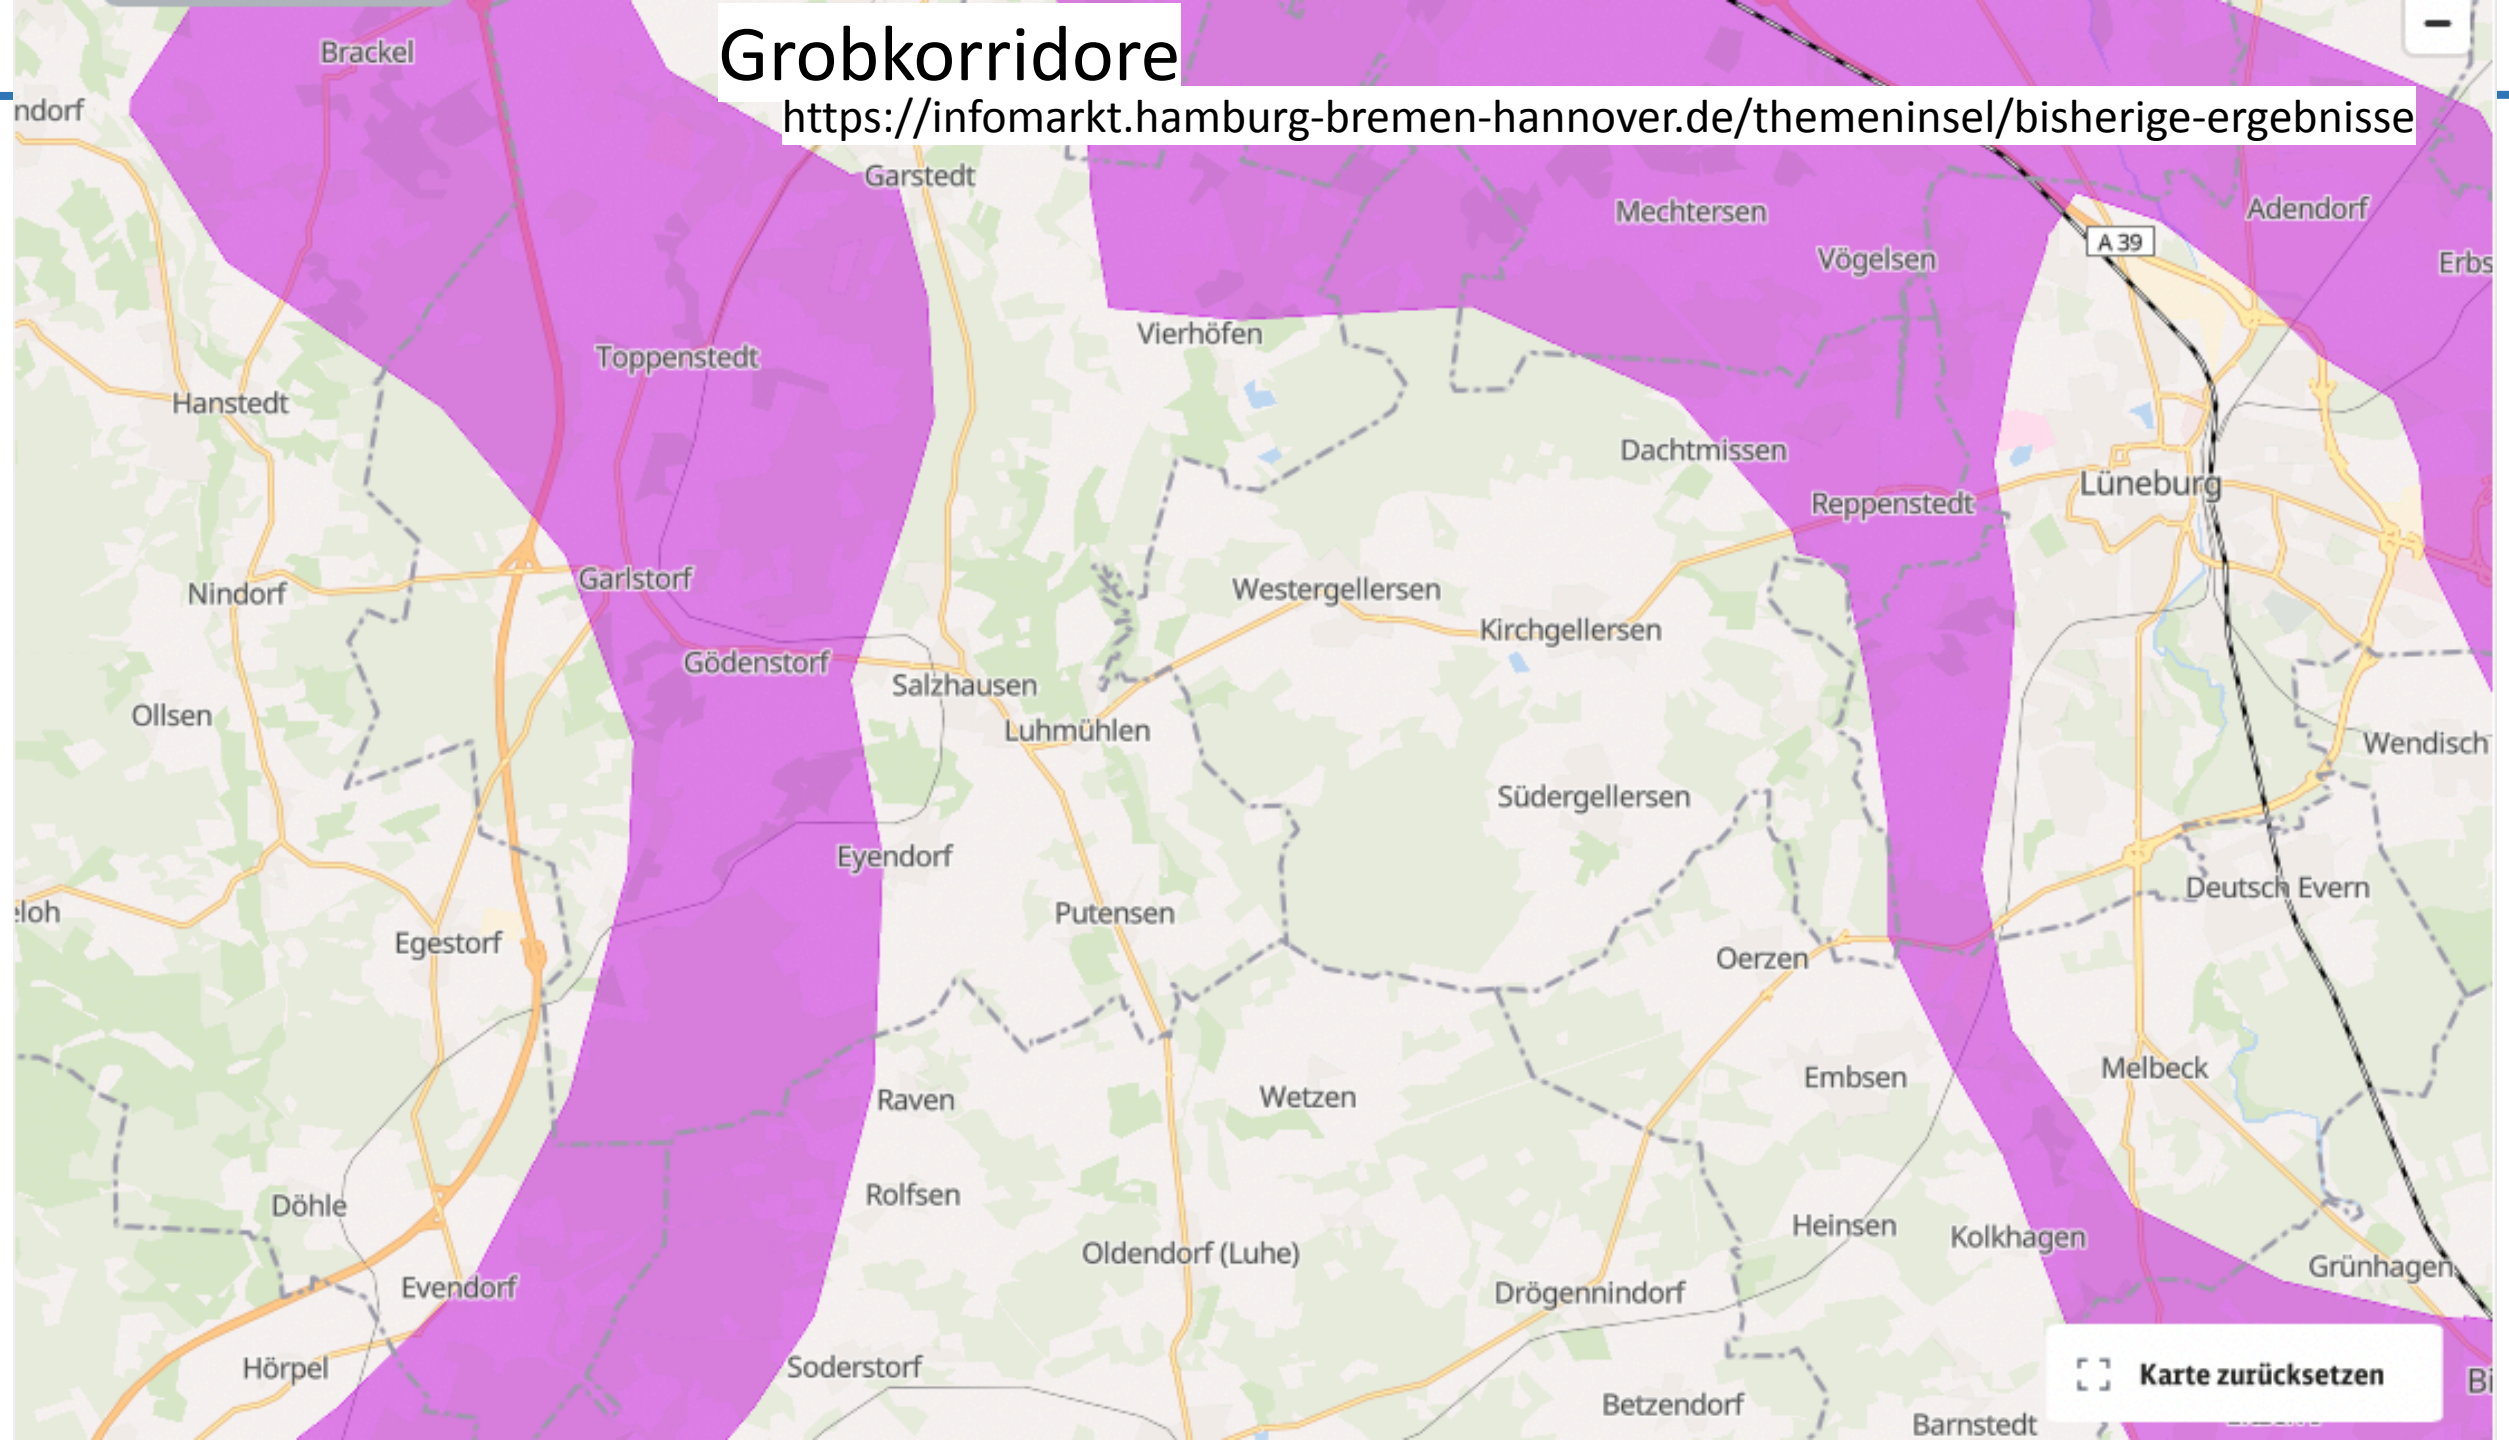 Grobkorridore
https://infomarkt.hamburg-bremen-hannover.de/themeninsel/bisherige-ergebnisse
Brackel
ndorf
Garstedt
Mechtersen
Adendorf
A 39
Vögelsen
Erbs
Vierhöfen
Toppenstedt
Hanstedt
Dachtmissen
Lüneburg
Reppenstedt
Garlstorf
Nindorf
Westergellersen
Kirchgellersen
Gödenstorf
Salzhausen
Ollsen
Luhmühlen
Wendisch
Südergellersen
Eyendorf
Deutsch Evern
eloh
Putensen
Egestorf
Oerzen
Melbeck
Embsen
Raven
Wetzen
Rolfsen
Döhle
Heinsen
Kolkhagen
Oldendorf (Luhe)
Grünhagen
Evendorf
Drögennindorf
Hörpel
Soderstorf
Karte zurücksetzen
Bi
Betzendorf
Barnstedt